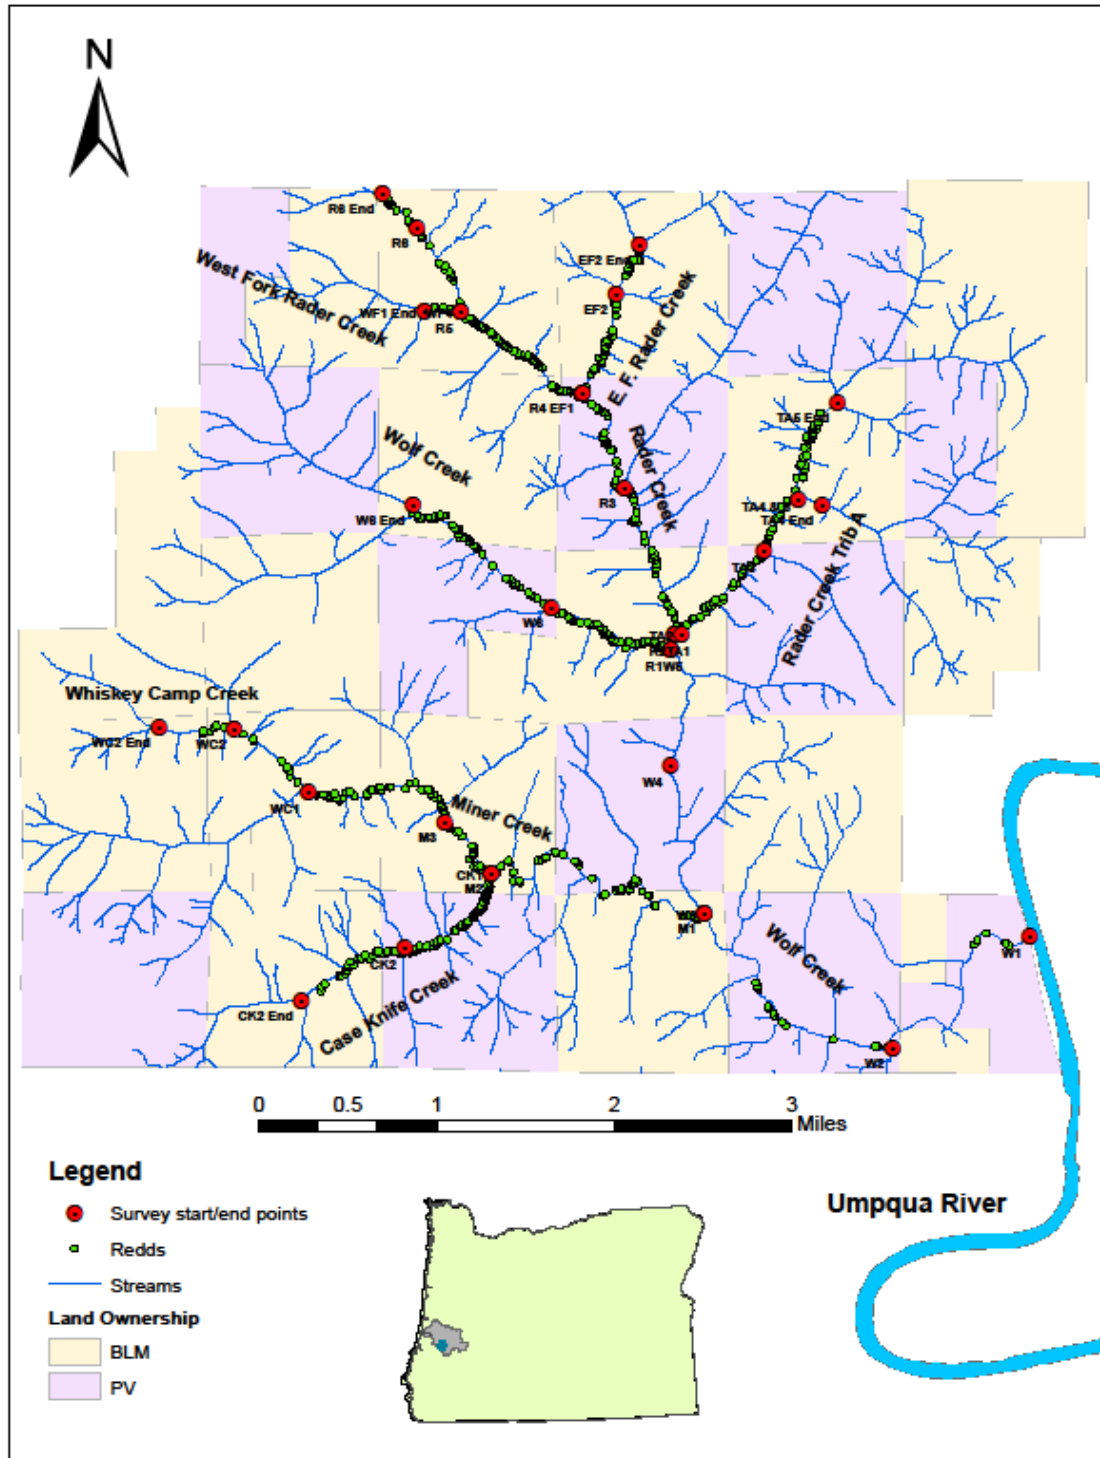 N
R6 End
R6
West Fork Rader Creek
WF1 End
R5
EF2 End
EF2
E. F. Rader Creek
R4 EF1
Rader Creek
R3
Wolf Creek
W6 End
W6
TA5 End
TA4 End
Rader Creek Trib A
R1W5
Whiskey Camp Creek
WC2 End
WC2
WC1
Miner Creek
M3
W4
CK1
M2
M1
CK2
Case Knife Creek
CK2 End
Wolf Creek
W1
W2
0 0.5 1 2 3
Miles
Legend
Survey start/end points
Redds
Streams
Land Ownership
BLM
PV
Umpqua River